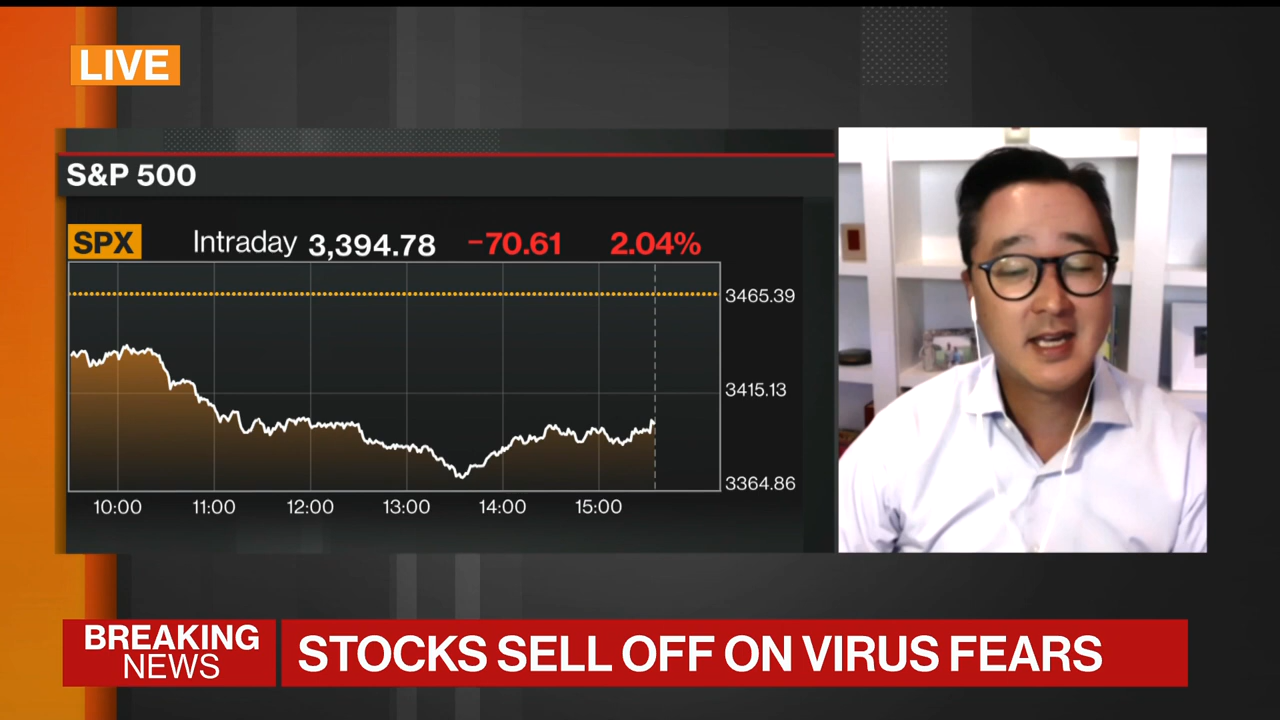 LIVE
S&P 500
SPX Intraday 3,394.78 −70.61 2.04%
3465.39
3415.13
3364.86
10:00 11:00 12:00 13:00 14:00 15:00
BREAKING
NEWS
STOCKS SELL OFF ON VIRUS FEARS